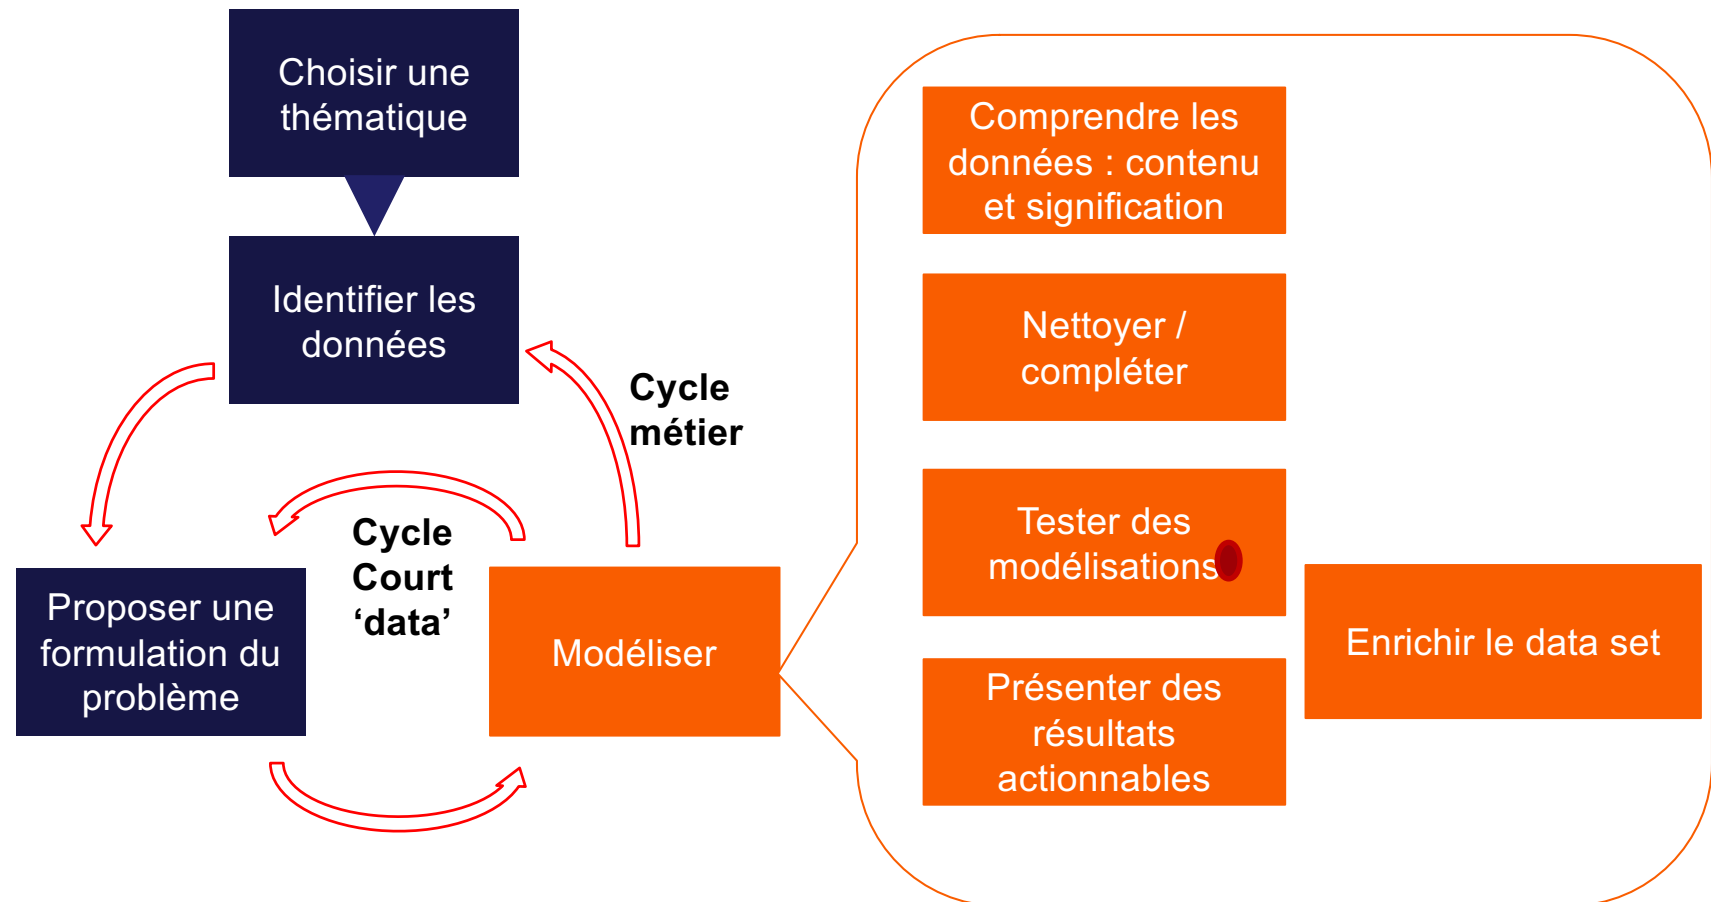 Choisir une
thématique
Identifier les
données
Cycle
métier
Cycle
Court
‘data’
Proposer une
formulation du
problème
Modéliser
Comprendre les
données : contenu
et signification
Nettoyer /
compléter
Tester des
modélisations
Présenter des
résultats
actionnables
Enrichir le data set